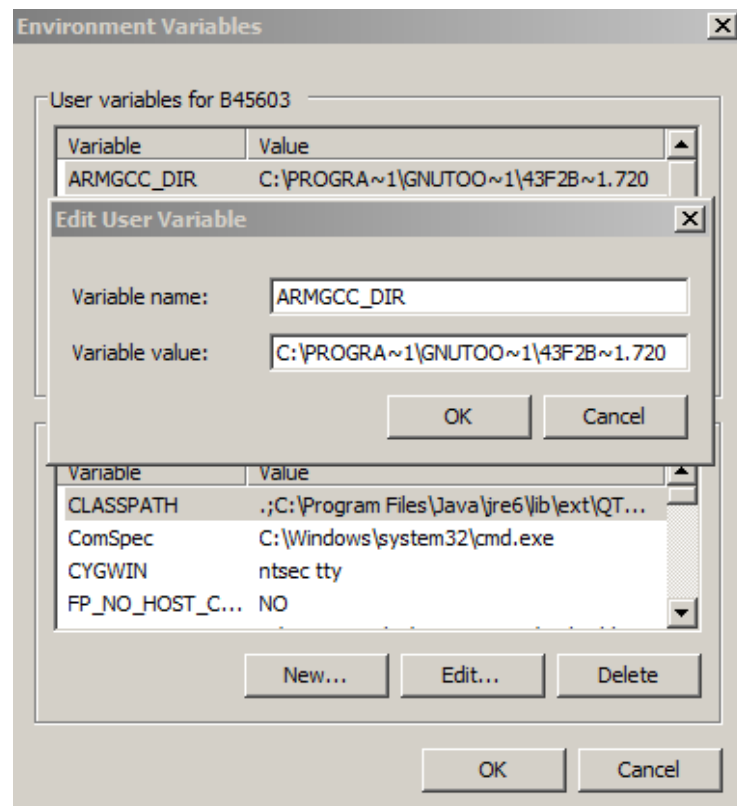 Environment Variables
User variables for B45603
Variable Value
ARMGCC_DIR C:\PROGRA~1\GNUTOO~1\43F2B~1.720
Edit User Variable
Variable name: ARMGCC_DIR
Variable value: C:\PROGRA~1\GNUTOO~1\43F2B~1.720
OK Cancel
Variable Value
CLASSPATH .;C:\Program Files\Java\jre6\lib\ext\QT...
ComSpec C:\Windows\system32\cmd.exe
CYGWIN ntsec tty
FP_NO_HOST_C... NO
New... Edit... Delete
OK Cancel